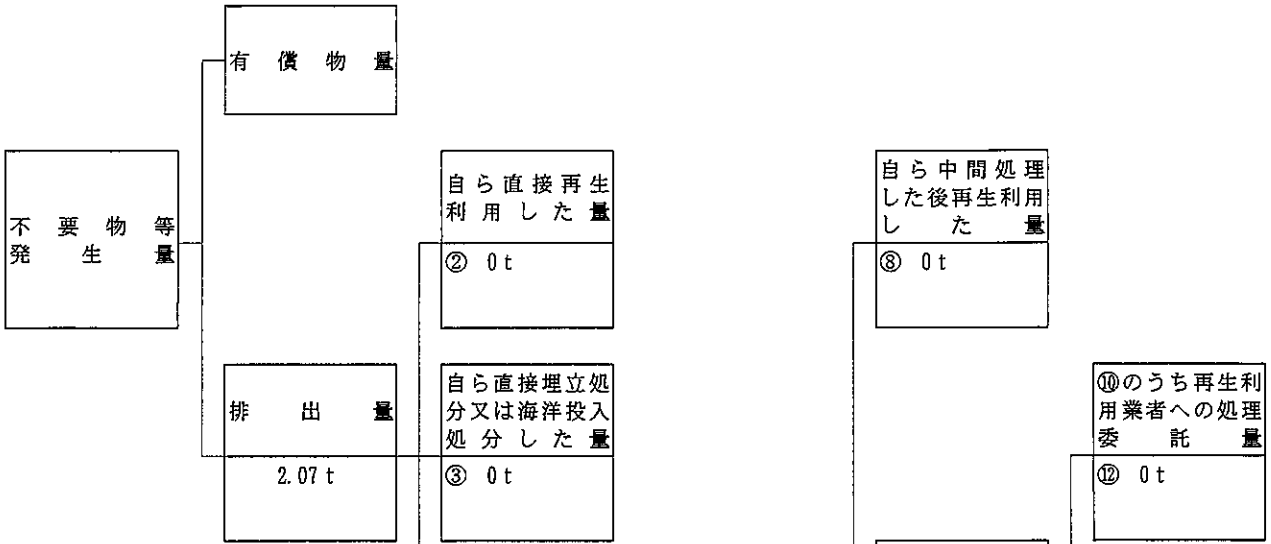 有償物量
不要物等
発生量
自ら直接再生
利用した量
② 0t
自ら中間処理
した後再生利用
した量
⑧ 0t
排出量
2.07t
自ら直接埋立処
分又は海洋投入
処分した量
③ 0t
⑩のうち再生利
用業者への処理
委託量
⑫ 0t